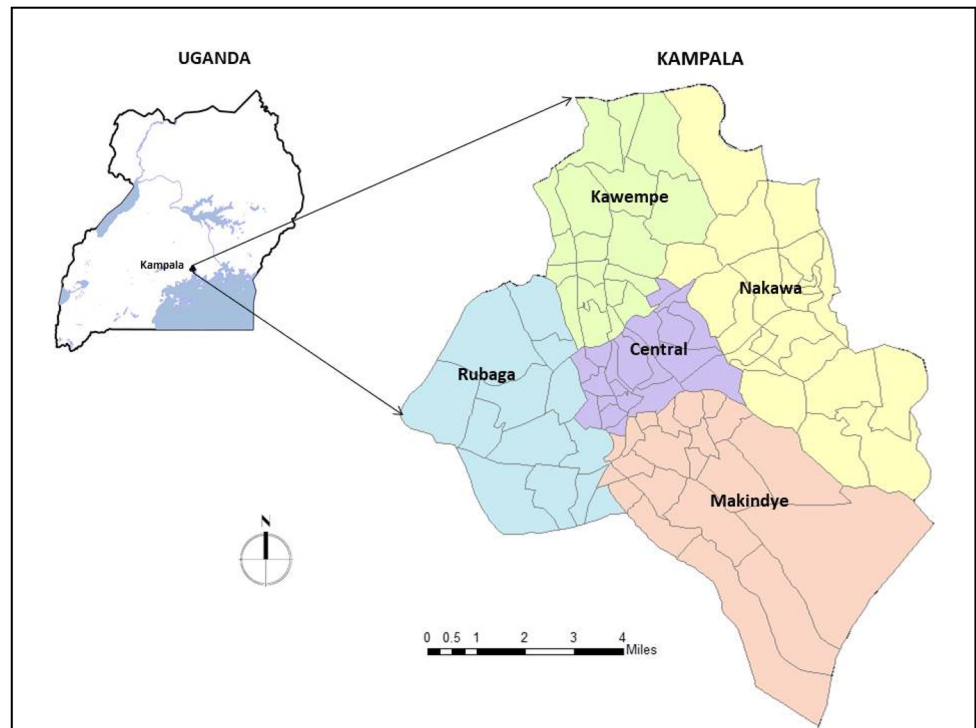 UGANDA
KAMPALA
Kawempe
Kampala
Nakawa
Central
Rubaga
Makindye
N
0 0.5 1 2 3 4
Miles